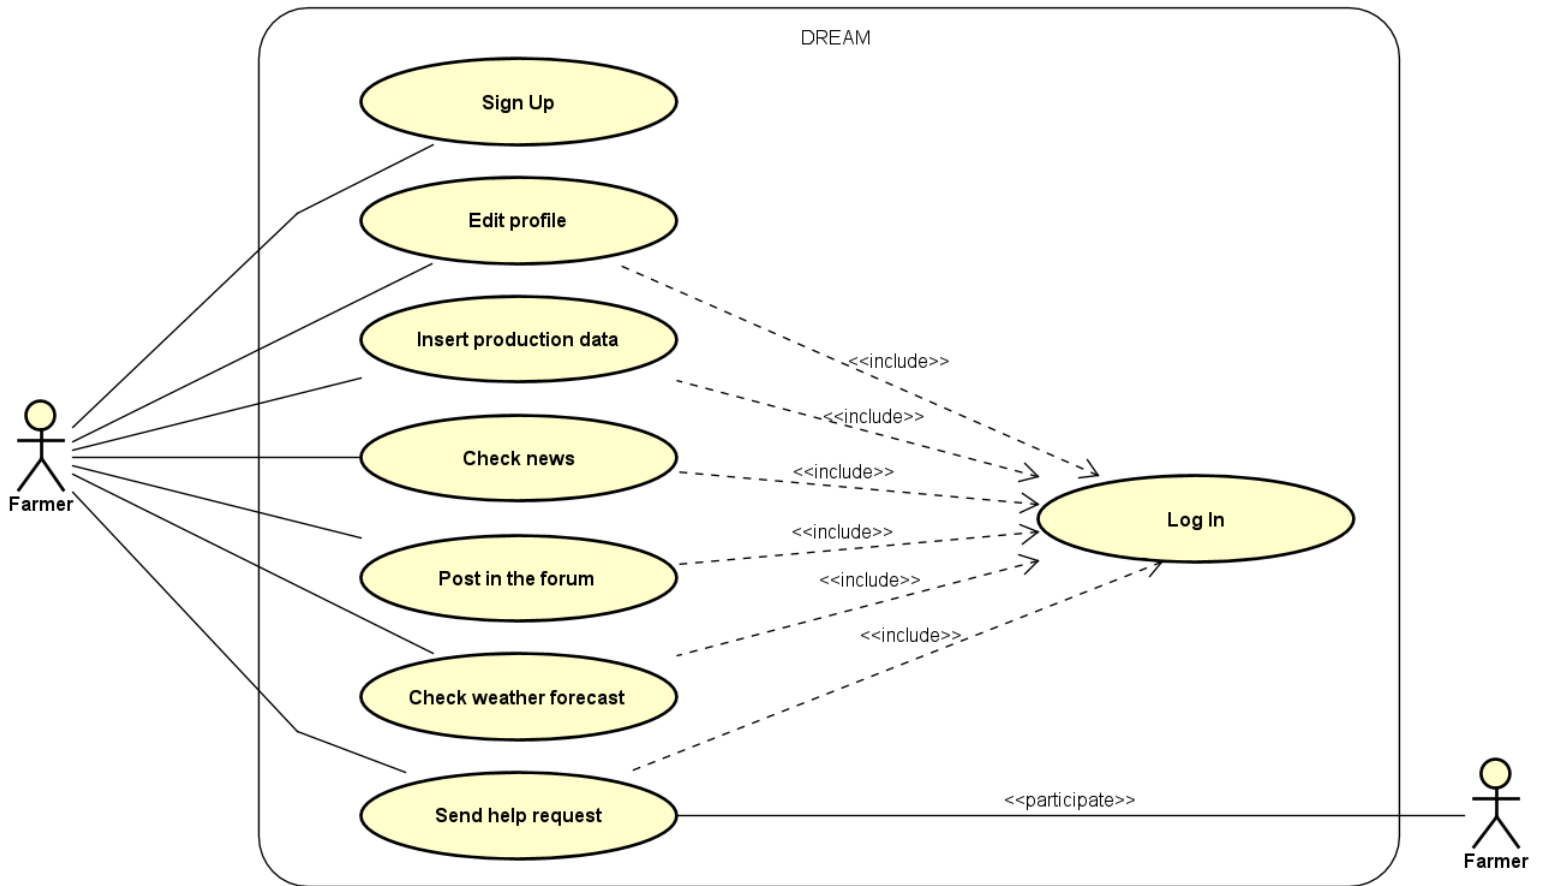 DREAM
Sign Up
Edit profile
Insert production data
<<include>>
<<include>>
Check news
<<include>>
Farmer
Log In
<<include>>
Post in the forum
<<include>>
<<include>>
Check weather forecast
Send help request
<<participate>>
Farmer